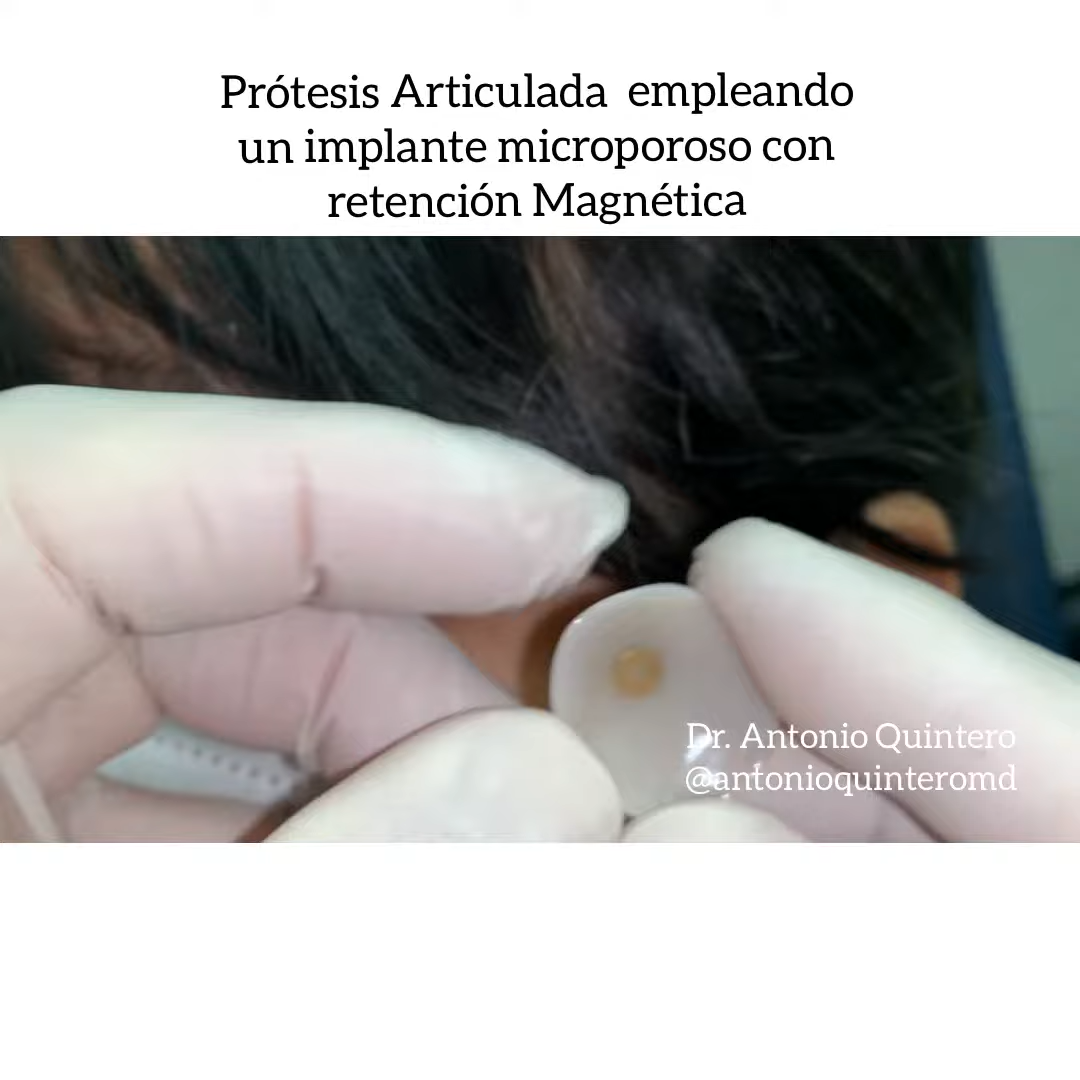 Prótesis Articulada empleando
un implante microporoso con
retención Magnética
Dr. Antonio Quintero
@antonioquinteromd